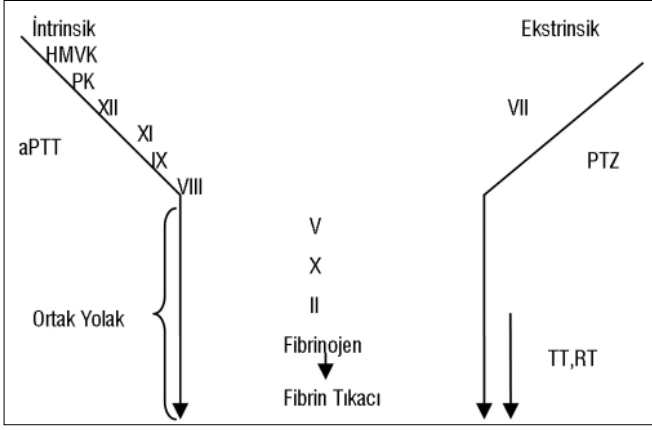 İntrinsik
HMVK
PK
XII
XI
IX
VIII
aPTT
Ekstrinsik
VII
PTZ
V
X
II
Fibrinojen
Fibrin Tıkacı
Ortak Yolak
TT,RT